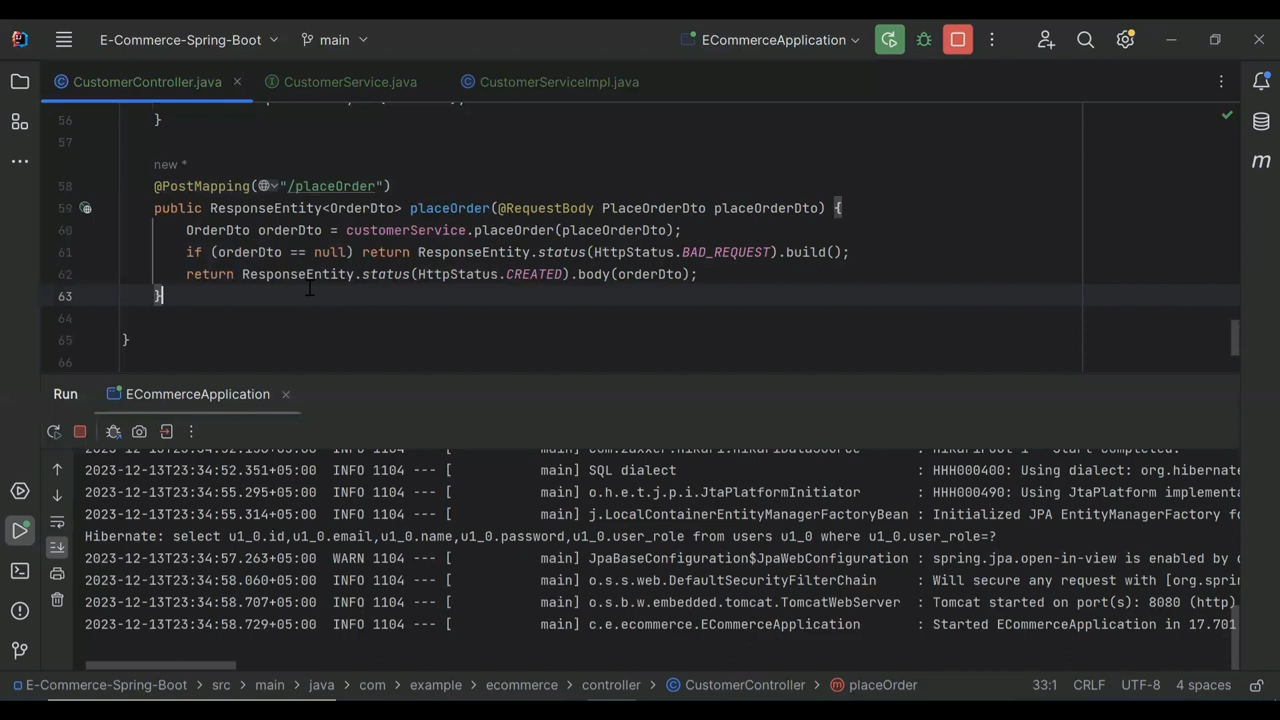 E-Commerce-Spring-Boot main ECommerceApplication
CustomerController.java CustomerService.java CustomerServiceImpl.java
56 }
57
new *
58 @PostMapping("/placeOrder")
59 public ResponseEntity<OrderDto> placeOrder(@RequestBody PlaceOrderDto placeOrderDto) {
60 OrderDto orderDto = customerService.placeOrder(placeOrderDto);
61 if (orderDto == null) return ResponseEntity.status(HttpStatus.BAD_REQUEST).build();
62 return ResponseEntity.status(HttpStatus.CREATED).body(orderDto);
63 }
64
65 }
66
Run ECommerceApplication
2023-12-13T23:34:52.351+05:00 INFO 1104 --- [ main] SQL dialect : HHH000400: Using dialect: org.hibernat
2023-12-13T23:34:55.295+05:00 INFO 1104 --- [ main] o.h.e.t.j.p.i.JtaPlatformInitiator : HHH000490: Using JtaPlatform implementa
2023-12-13T23:34:55.314+05:00 INFO 1104 --- [ main] j.LocalContainerEntityManagerFactoryBean : Initialized JPA EntityManagerFactory fo
Hibernate: select u1_0.id,u1_0.email,u1_0.name,u1_0.password,u1_0.user_role from users u1_0 where u1_0.user_role=?
2023-12-13T23:34:57.263+05:00 WARN 1104 --- [ main] JpaBaseConfiguration$JpaWebConfiguration : spring.jpa.open-in-view is enabled by d
2023-12-13T23:34:58.060+05:00 INFO 1104 --- [ main] o.s.s.web.DefaultSecurityFilterChain : Will secure any request with [org.spri
2023-12-13T23:34:58.707+05:00 INFO 1104 --- [ main] o.s.b.w.embedded.tomcat.TomcatWebServer : Tomcat started on port(s): 8080 (http)
2023-12-13T23:34:58.729+05:00 INFO 1104 --- [ main] c.e.ecommerce.ECommerceApplication : Started ECommerceApplication in 17.701
E-Commerce-Spring-Boot > src > main > java > com > example > ecommerce > controller > CustomerController > placeOrder 33:1 CRLF UTF-8 4 spaces